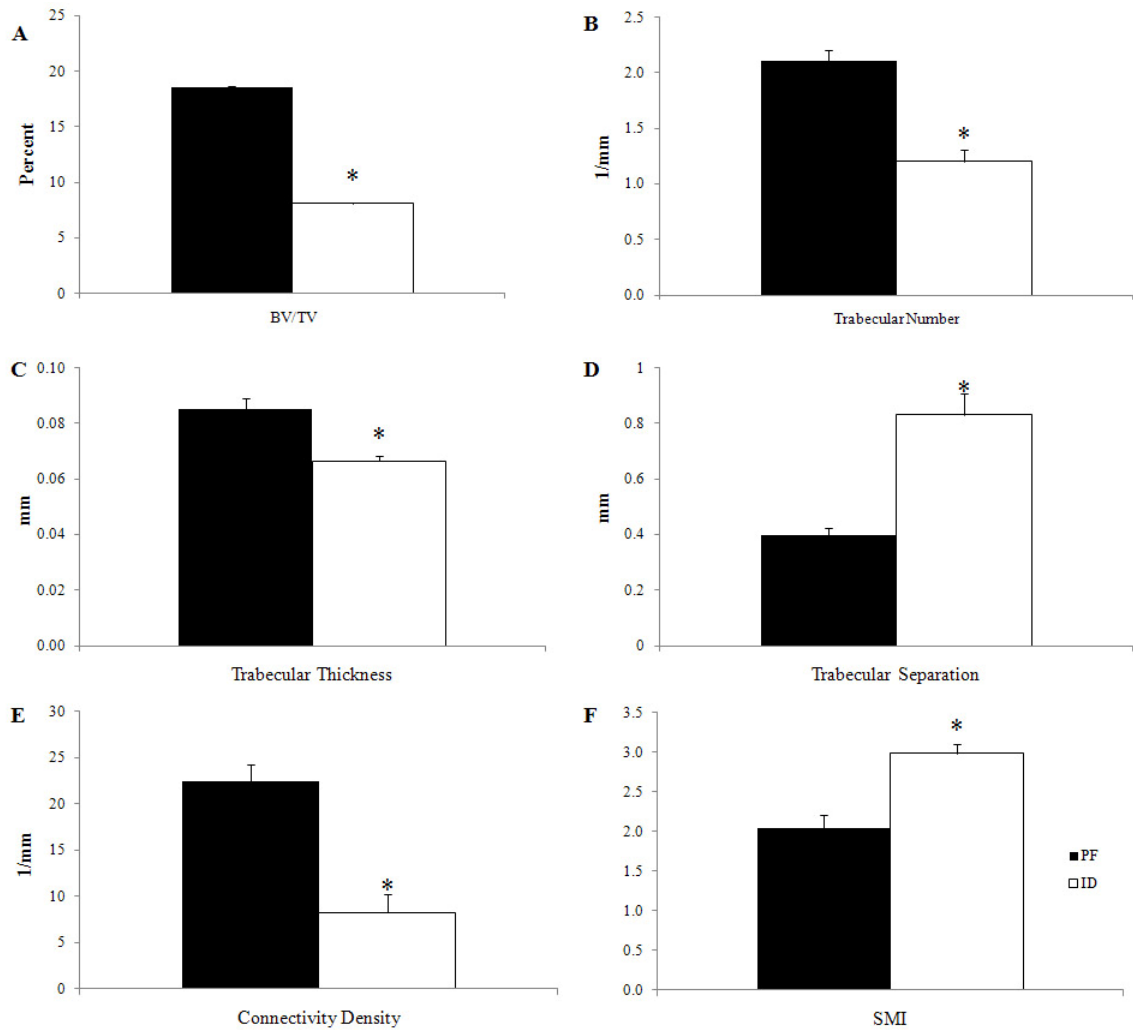 A
25
20
15
10
5
0
Percent
*
BV/TV
B
2.5
2.0
1.5
1.0
0.5
0.0
1/mm
*
Trabecular Number
C
0.10
0.08
0.06
0.04
0.02
0.00
mm
*
Trabecular Thickness
D
1
0.8
0.6
0.4
0.2
0
mm
*
Trabecular Separation
E
30
25
20
15
10
5
0
1/mm
*
Connectivity Density
F
3.5
3.0
2.5
2.0
1.5
1.0
0.5
0.0
*
PF
ID
SMI